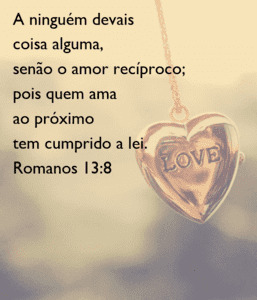 A ninguém devais
coisa alguma,
senão o amor recíproco;
pois quem ama
ao próximo
tem cumprido a lei.
Romanos 13:8
LOVE